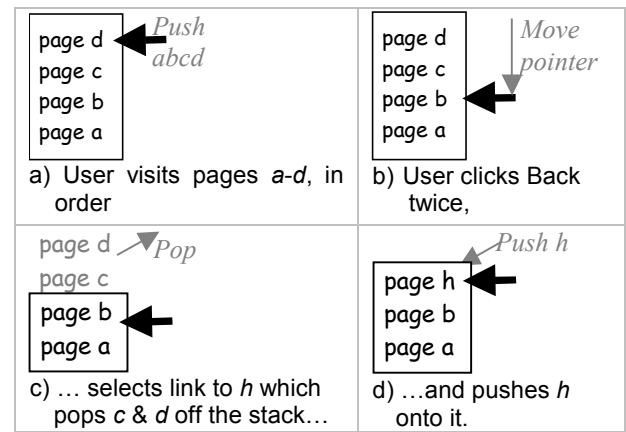 page d
page c
page b
page a
Push
abcd
a) User visits pages a-d, in
order
page d
page c
page b
page a
Move
pointer
b) User clicks Back
twice,
page d
Pop
page c
page b
page a
c) … selects link to h which
pops c & d off the stack…
Push h
page h
page b
page a
d) …and pushes h
onto it.